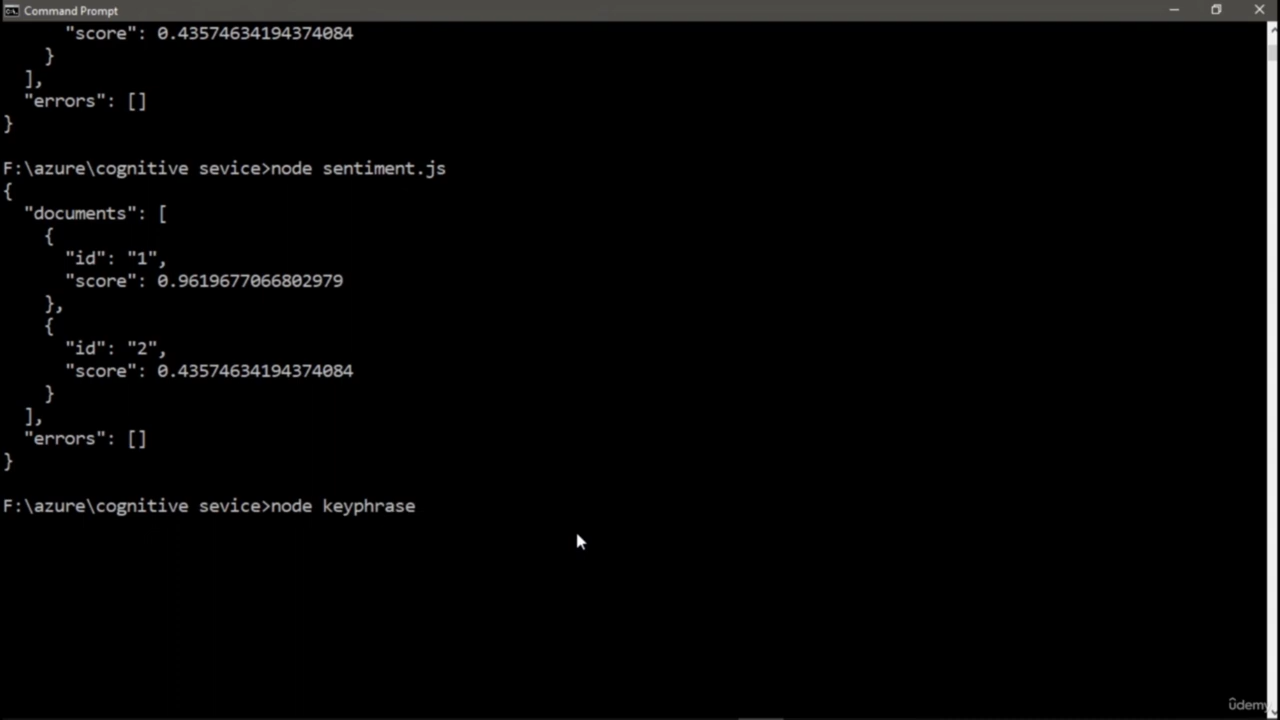 Command Prompt
"score": 0.43574634194374084
}
],
"errors": []
}
F:\azure\cognitive sevice>node sentiment.js
{
"documents": [
{
"id": "1",
"score": 0.9619677066802979
},
{
"id": "2",
"score": 0.43574634194374084
}
],
"errors": []
}
F:\azure\cognitive sevice>node keyphrase
ûdemy